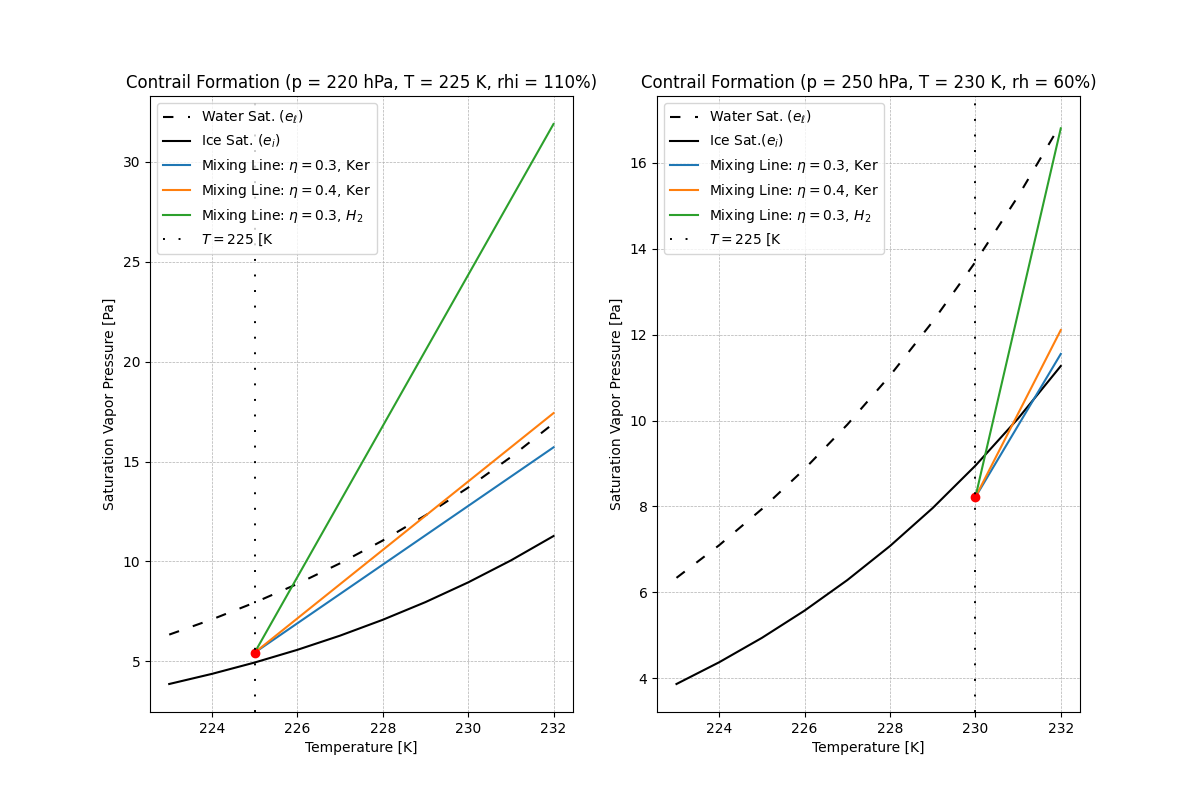 Contrail Formation (p = 220 hPa, T = 225 K, rhi = 110%)
Water Sat. (eℓ)
Ice Sat. (ei)
Mixing Line: η = 0.3, Ker
Mixing Line: η = 0.4, Ker
Mixing Line: η = 0.3, H2
T = 225 [K
Saturation Vapor Pressure [Pa]
30
25
20
15
10
5
224
226
228
230
232
Temperature [K]
Contrail Formation (p = 250 hPa, T = 230 K, rh = 60%)
Water Sat. (eℓ)
Ice Sat.(ei)
Mixing Line: η = 0.3, Ker
Mixing Line: η = 0.4, Ker
Mixing Line: η = 0.3, H2
T = 225 [K
Saturation Vapor Pressure [Pa]
16
14
12
10
8
6
4
224
226
228
230
232
Temperature [K]